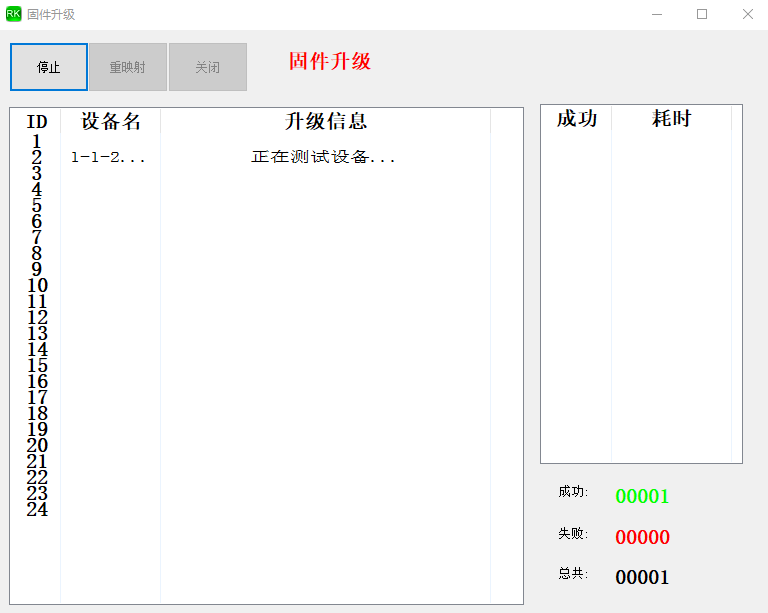 RK 固件升级
停止 重映射 关闭 固件升级
ID 设备名 升级信息
1
2 1-1-2... 正在测试设备...
3
4
5
6
7
8
9
10
11
12
13
14
15
16
17
18
19
20
21
22
23
24
成功 耗时
成功: 00001
失败: 00000
总共: 00001